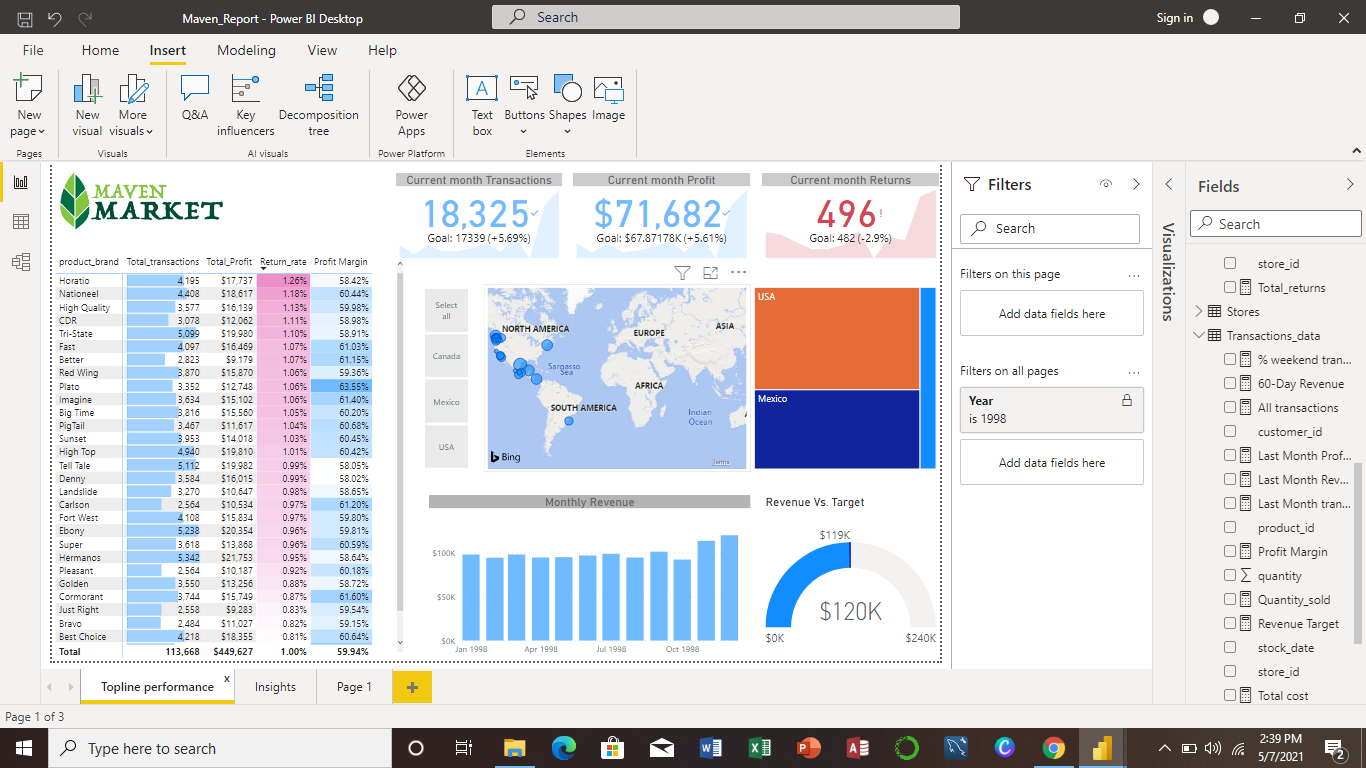 Maven_Report - Power BI Desktop
Search
Sign in
File Home Insert Modeling View Help
New page
New visual
More visuals
Q&A
Key influencers
Decomposition tree
Power Apps
Text box
Buttons
Shapes
Image
Pages
Visuals
AI visuals
Power Platform
Elements
MAVEN
MARKET
Current month Transactions
18,325
Goal: 17339 (+5.69%)
Current month Profit
$71,682
Goal: $67.87178K (+5.61%)
Current month Returns
496!
Goal: 482 (-2.9%)
product_brand Total_transactions Total_Profit Return_rate Profit Margin
Horatio 4,195 $17,737 1.26% 58.42%
Nationeel 4,408 $18,617 1.18% 60.44%
High Quality 3,577 $16,139 1.13% 59.98%
CDR 3,078 $12,062 1.11% 58.98%
Tri-State 5,099 $19,980 1.10% 58.91%
Fast 4,097 $16,469 1.07% 61.03%
Better 2,823 $9,179 1.07% 61.15%
Red Wing 3,870 $15,870 1.06% 59.36%
Plato 3,352 $12,748 1.06% 63.55%
Imagine 3,634 $15,102 1.06% 61.40%
Big Time 3,816 $15,560 1.05% 60.20%
PigTail 3,467 $11,617 1.04% 60.68%
Sunset 3,953 $14,018 1.03% 60.45%
High Top 4,940 $19,810 1.01% 60.42%
Tell Tale 5,112 $19,982 0.99% 58.05%
Denny 3,584 $16,015 0.99% 58.02%
Landslide 3,270 $10,647 0.98% 58.65%
Carlson 2,564 $10,534 0.97% 61.20%
Fort West 4,108 $15,834 0.97% 59.80%
Ebony 5,238 $20,354 0.96% 59.81%
Super 3,618 $13,868 0.96% 60.59%
Hermanos 5,342 $21,753 0.95% 58.64%
Pleasant 2,564 $10,187 0.92% 60.18%
Golden 3,550 $13,256 0.88% 58.72%
Cormorant 3,744 $15,749 0.87% 61.60%
Just Right 2,558 $9,283 0.83% 59.54%
Bravo 2,484 $11,027 0.82% 59.15%
Best Choice 4,218 $18,355 0.81% 60.64%
Total 113,668 $449,627 1.00% 59.94%
Select all
Canada
Mexico
USA
NORTH AMERICA
EUROPE
ASIA
Sargasso Sea
AFRICA
SOUTH AMERICA
Indian Ocean
Bing
Terms
USA
Mexico
Monthly Revenue
$100K
$50K
$0K
Jan 1998 Apr 1998 Jul 1998 Oct 1998
Revenue Vs. Target
$119K
$120K
$0K $240K
Filters
Search
Filters on this page
Add data fields here
Filters on all pages
Year
is 1998
Add data fields here
Visualizations
Fields
Search
store_id
Total_returns
Stores
Transactions_data
% weekend tran...
60-Day Revenue
All transactions
customer_id
Last Month Prof...
Last Month Rev...
Last Month tran...
product_id
Profit Margin
quantity
Quantity_sold
Revenue Target
stock_date
store_id
Total cost
Topline performance x Insights Page 1 +
Page 1 of 3
Type here to search
2:39 PM
5/7/2021
2